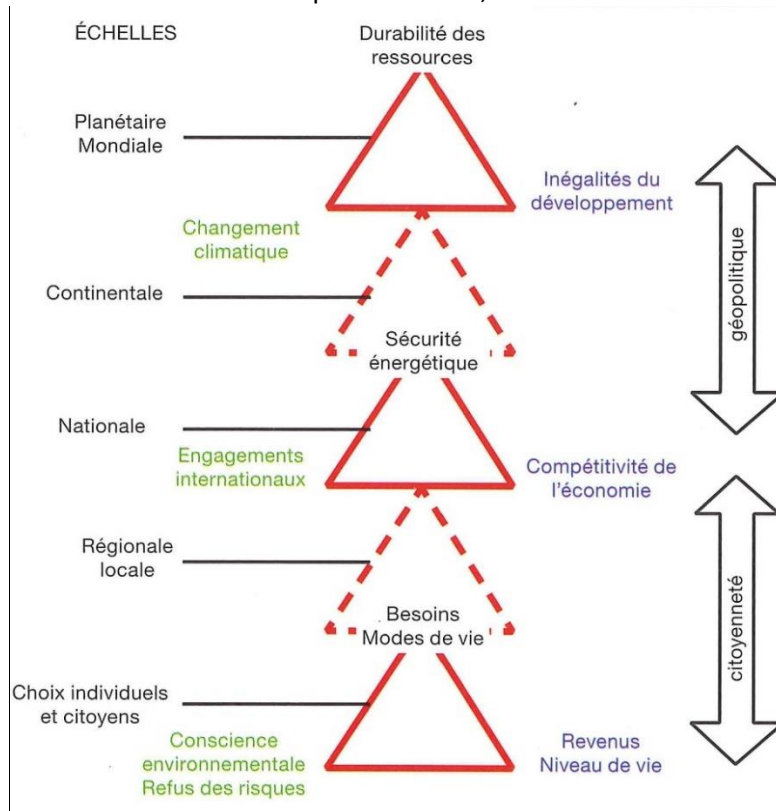 ÉCHELLES
Durabilité des
ressources
Planétaire
Mondiale
Inégalités du
développement
Changement
climatique
Continentale
géopolitique
Sécurité
énergétique
Nationale
Engagements
internationaux
Compétitivité de
l'économie
Régionale
locale
Besoins
Modes de vie
citoyenneté
Choix individuels
et citoyens
Conscience
environnementale
Refus des risques
Revenus
Niveau de vie